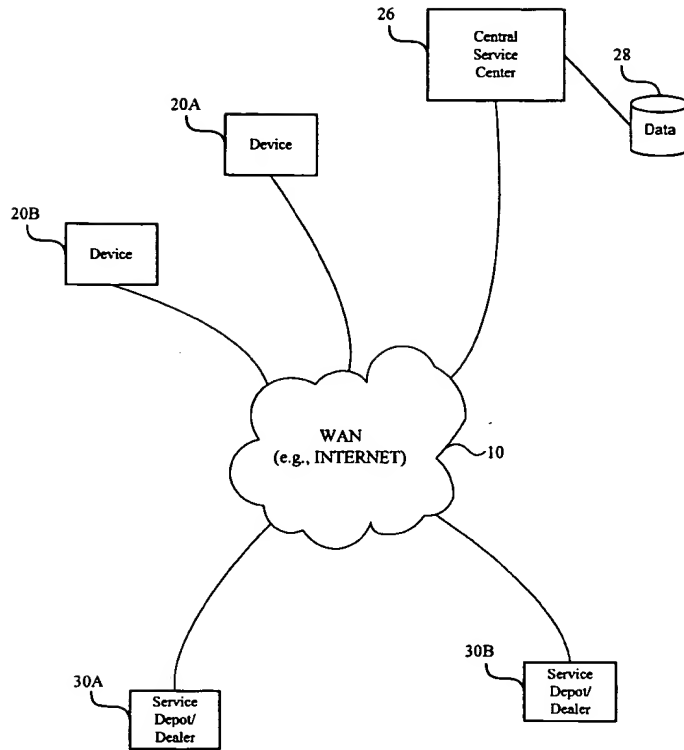 26
Central
Service
Center
28
Data
20A
Device
20B
Device
WAN
(e.g., INTERNET)
10
30A
Service
Depot/
Dealer
30B
Service
Depot/
Dealer